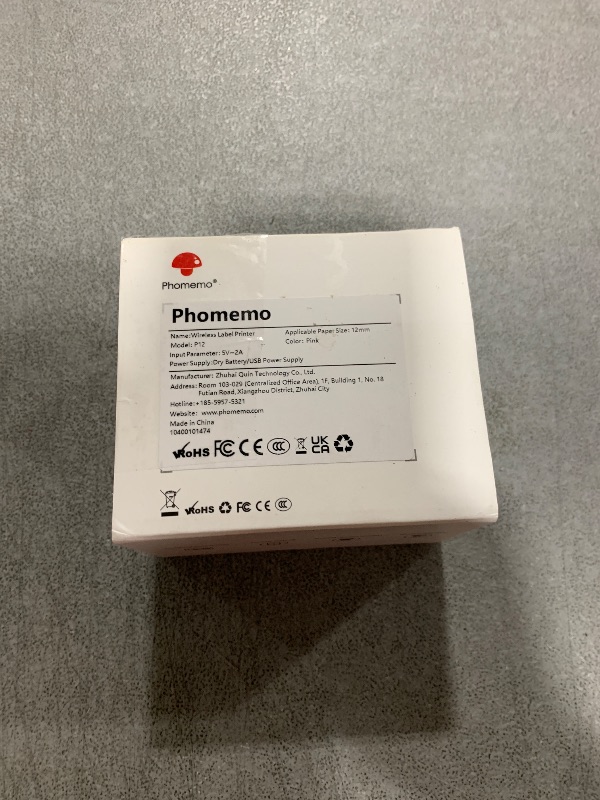 Phomemo®
Phomemo
Name: Wireless Label Printer
Applicable Paper Size: 12mm
Model: P12
Color: Pink
Input Parameter: 5V⎓2A
Power Supply: Dry Battery/USB Power Supply
Manufacturer: Zhuhai Quin Technology Co., Ltd.
Address: Room 103-029 (Centralized Office Area), 1F, Building 1. No. 18
Futian Road, Xiangzhou District, Zhuhai City
Hotline: +185-5957-5321
Website: www.phomemo.com
Made in China
10400101474
RoHS FC CE CCC UK
CA
RoHS FC CE CCC